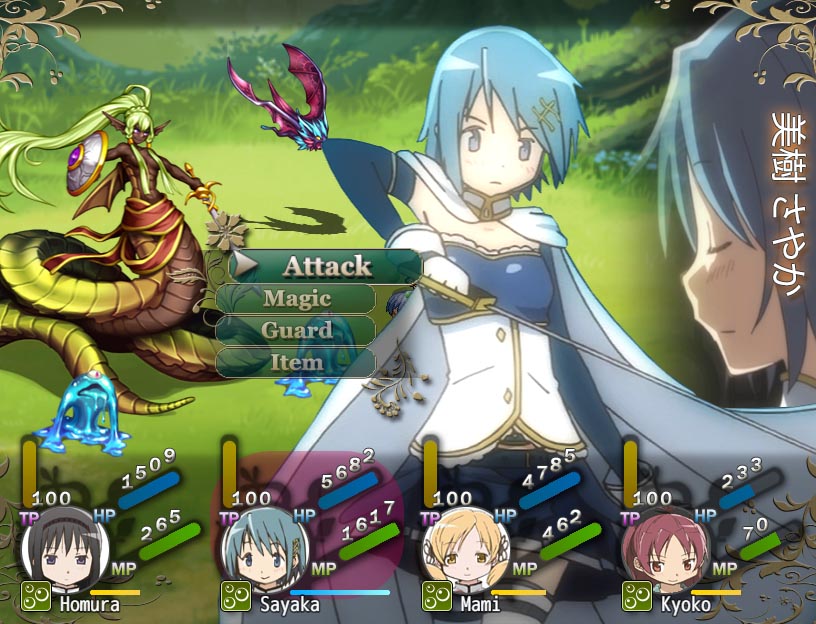 美樹 さやか
Attack
Magic
Guard
Item
100
TP
1509
HP
265
MP
Homura
100
TP
5682
HP
1617
MP
Sayaka
100
TP
4785
HP
462
MP
Mami
100
TP
233
HP
70
MP
Kyoko